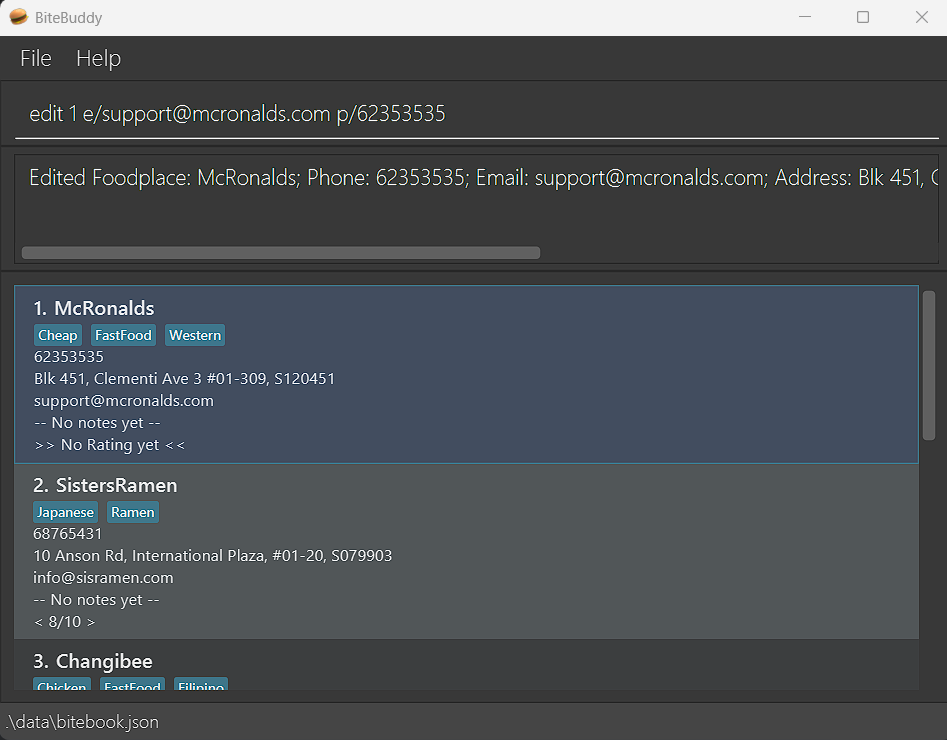 BiteBuddy
File Help
edit 1 e/support@mcronalds.com p/62353535
Edited Foodplace: McRonalds; Phone: 62353535; Email: support@mcronalds.com; Address: Blk 451,
1. McRonalds
Cheap FastFood Western
62353535
Blk 451, Clementi Ave 3 #01-309, S120451
support@mcronalds.com
-- No notes yet --
>> No Rating yet <<
2. SistersRamen
Japanese Ramen
68765431
10 Anson Rd, International Plaza, #01-20, S079903
info@sisramen.com
-- No notes yet --
< 8/10 >
3. Changibee
Chicken FastFood Filipino
.\data\bitebook.json